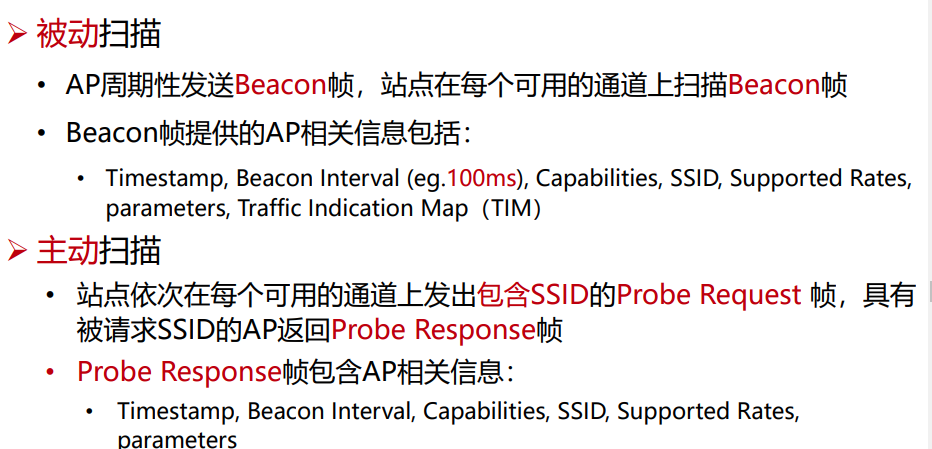 被动扫描
AP周期性发送Beacon帧，站点在每个可用的通道上扫描Beacon帧
Beacon帧提供的AP相关信息包括：
Timestamp, Beacon Interval (eg.100ms), Capabilities, SSID, Supported Rates,
parameters, Traffic Indication Map（TIM）
主动扫描
站点依次在每个可用的通道上发出包含SSID的Probe Request 帧，具有
被请求SSID的AP返回Probe Response帧
Probe Response帧包含AP相关信息：
Timestamp, Beacon Interval, Capabilities, SSID, Supported Rates,
parameters